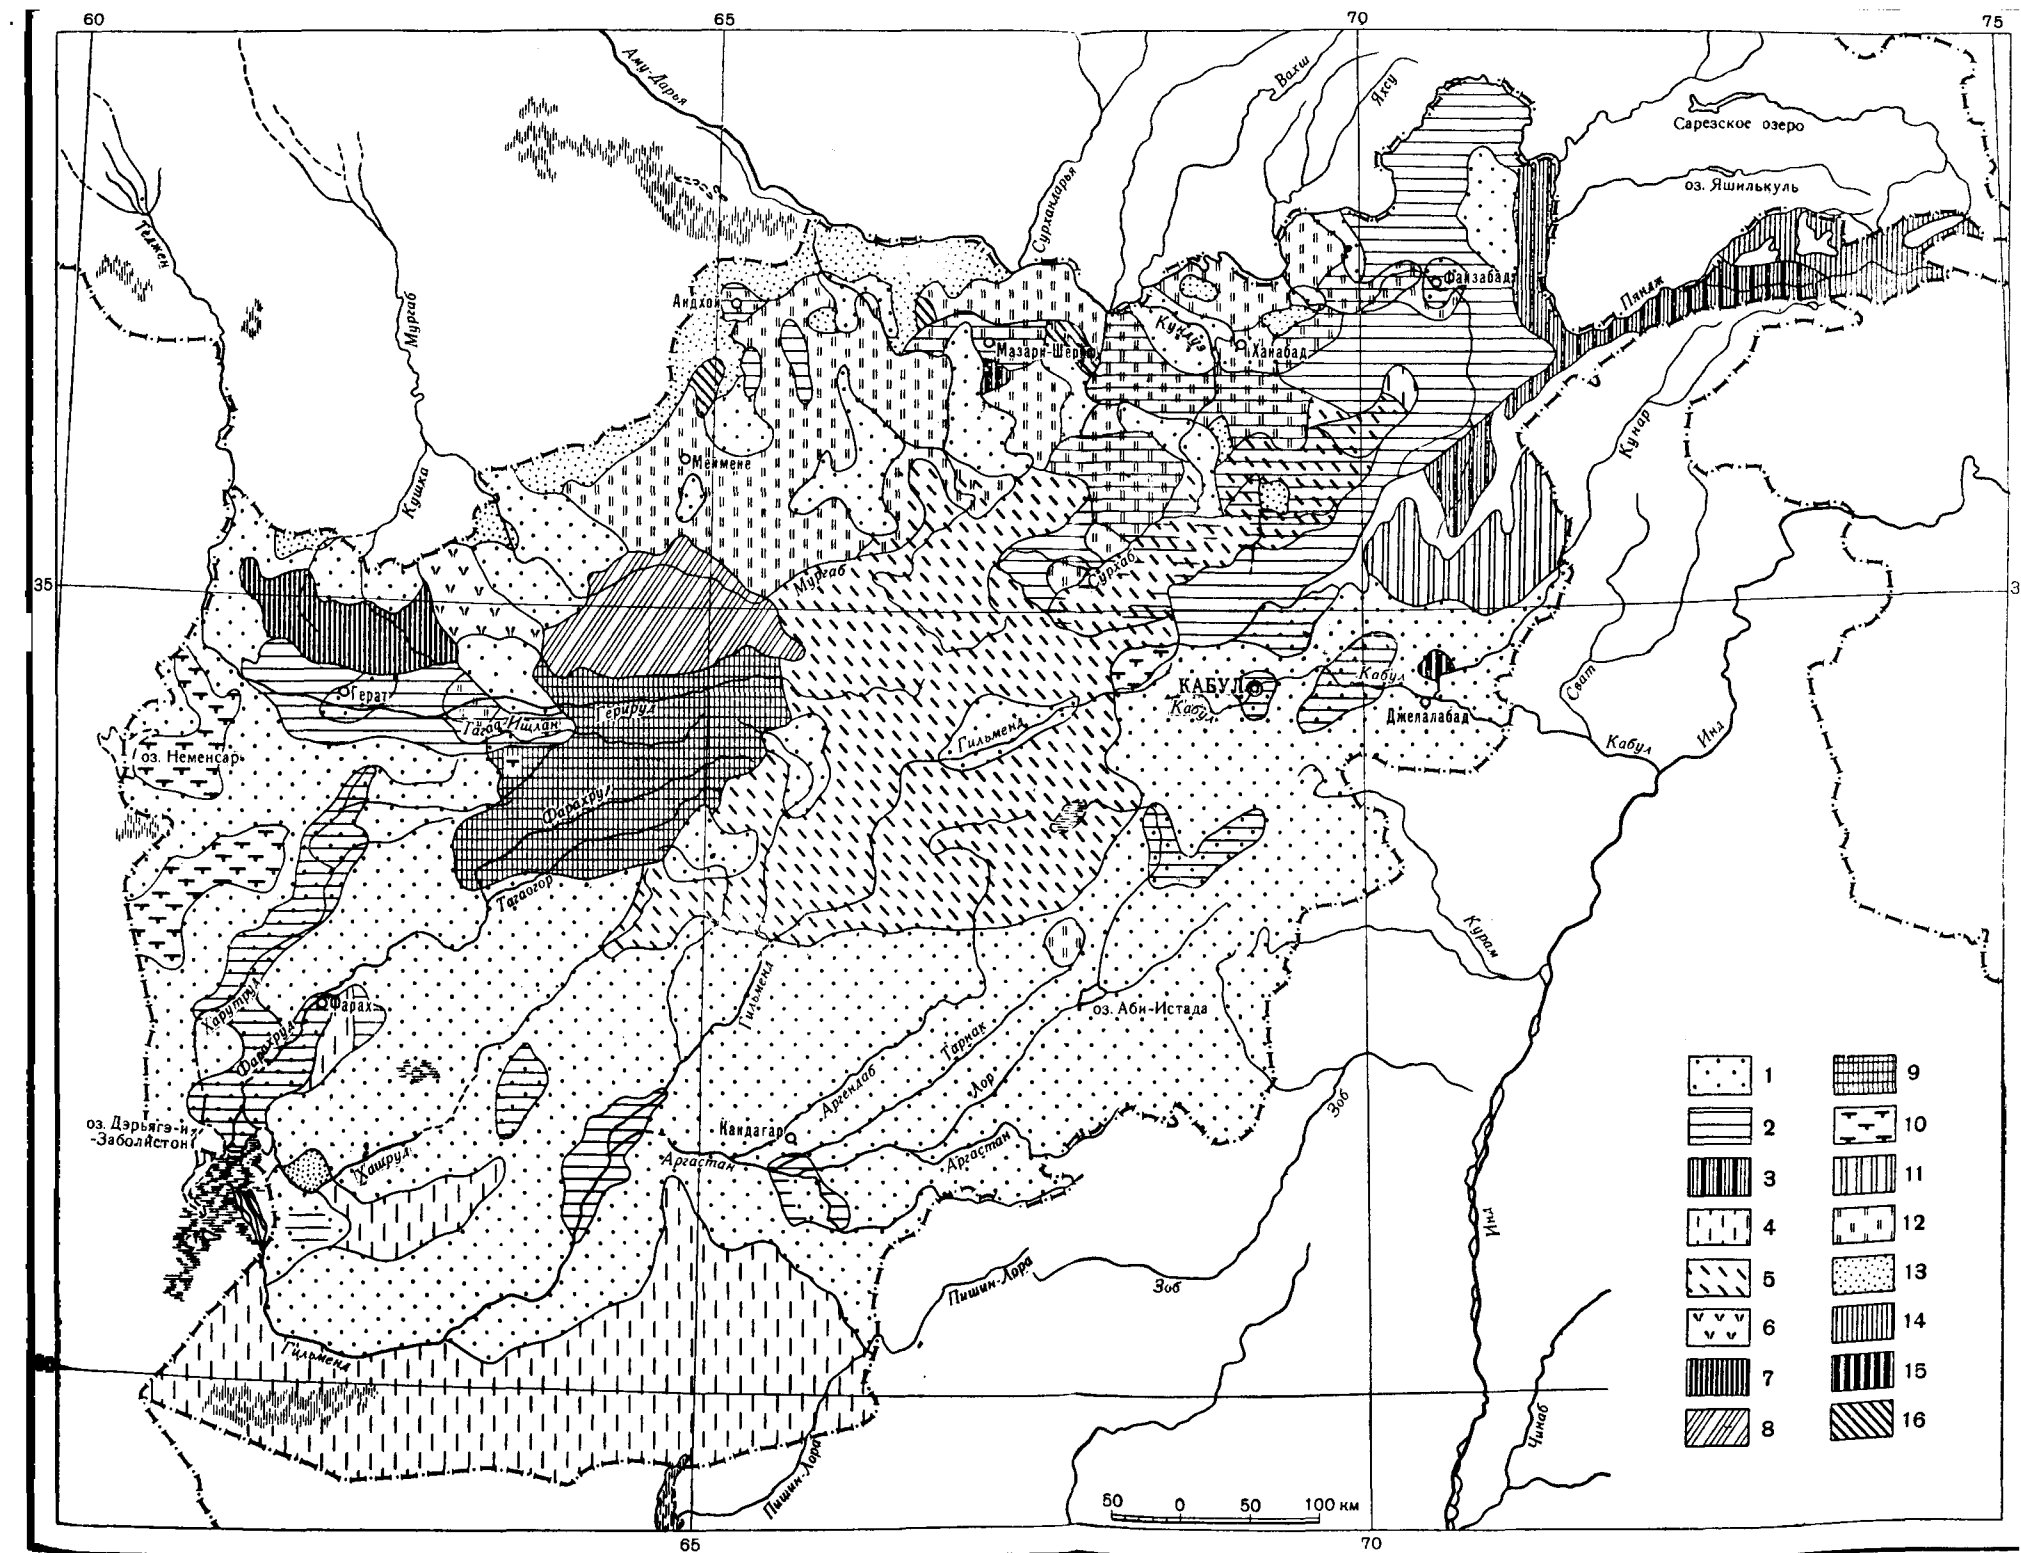 60
65
70
75
Аму-Дарья
Вахш
Яхсу
Сарезское озеро
оз. Яшилькуль
Сурхандарья
Теджен
Мургаб
Андхой
Файзабад
Пяндж
Кундуз
Мазари-Шериф
Ханабад
Меймене
Кушка
Кунар
35
Мургаб
Сурхаб
3
Герат
Герируд
Тагао-Ишлан
КАБУЛ
Кабул
Кабул
Джелалабад
Сват
Кабул
Инд
Гильменд
оз. Неменсар
Фарахруд
Тагаогор
Курам
Харутруд
Фарах
Фарахруд
Гильменд
оз. Аби-Истада
Тарнак
Аргендаб
Лор
Зоб
оз. Дэрьягэ-и-
-Заболистон
Кандагар
Аргастан
Аргастан
Хашруд
Инд
Пишин-Лора
Зоб
Гильменд
Пишин-Лора
Чинаб
1
2
3
4
5
6
7
8
9
10
11
12
13
14
15
16
50 0 50 100 км
65
70